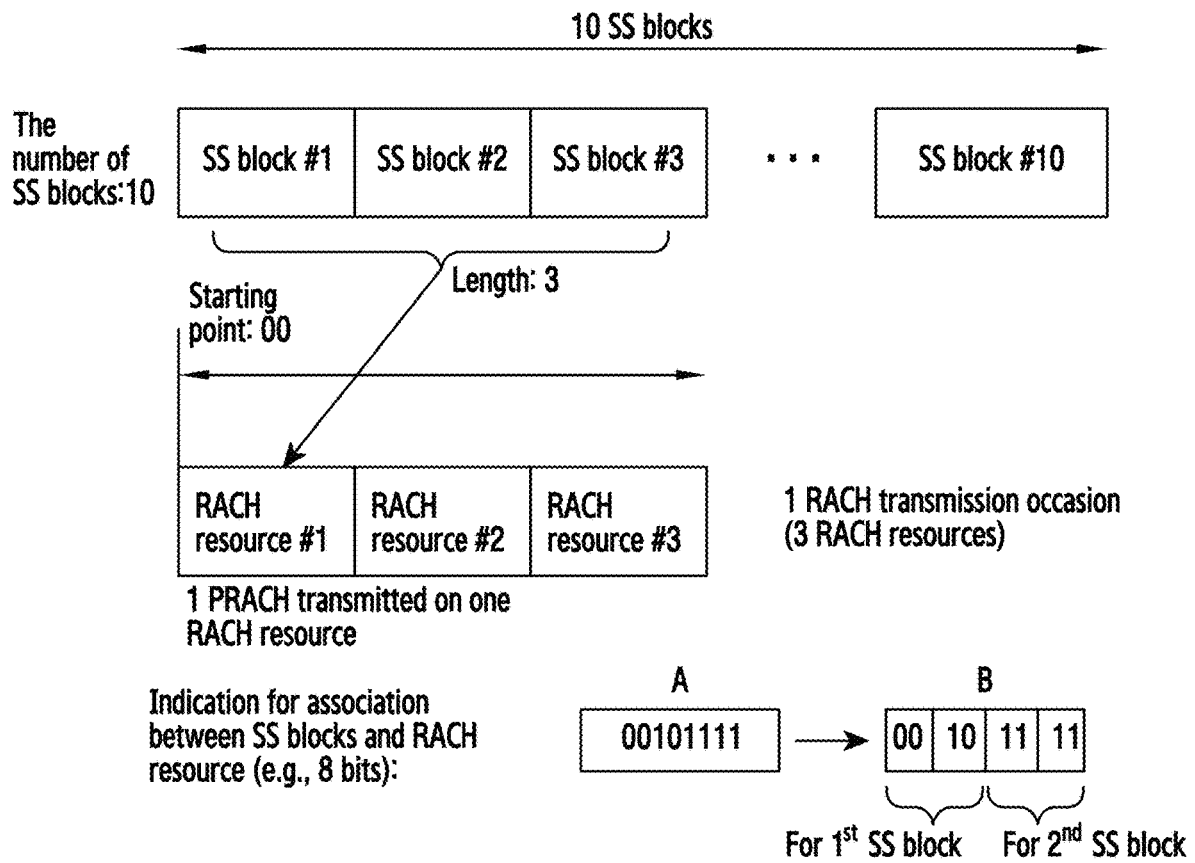 10 SS blocks
The
number of
SS blocks:10
SS block #1
SS block #2
SS block #3
. . .
SS block #10
Length: 3
Starting
point: 00
RACH
resource #1
RACH
resource #2
RACH
resource #3
1 RACH transmission occasion
(3 RACH resources)
1 PRACH transmitted on one
RACH resource
Indication for association
between SS blocks and RACH
resource (e.g., 8 bits):
A
00101111
B
00 10 11 11
For 1st SS block
For 2nd SS block